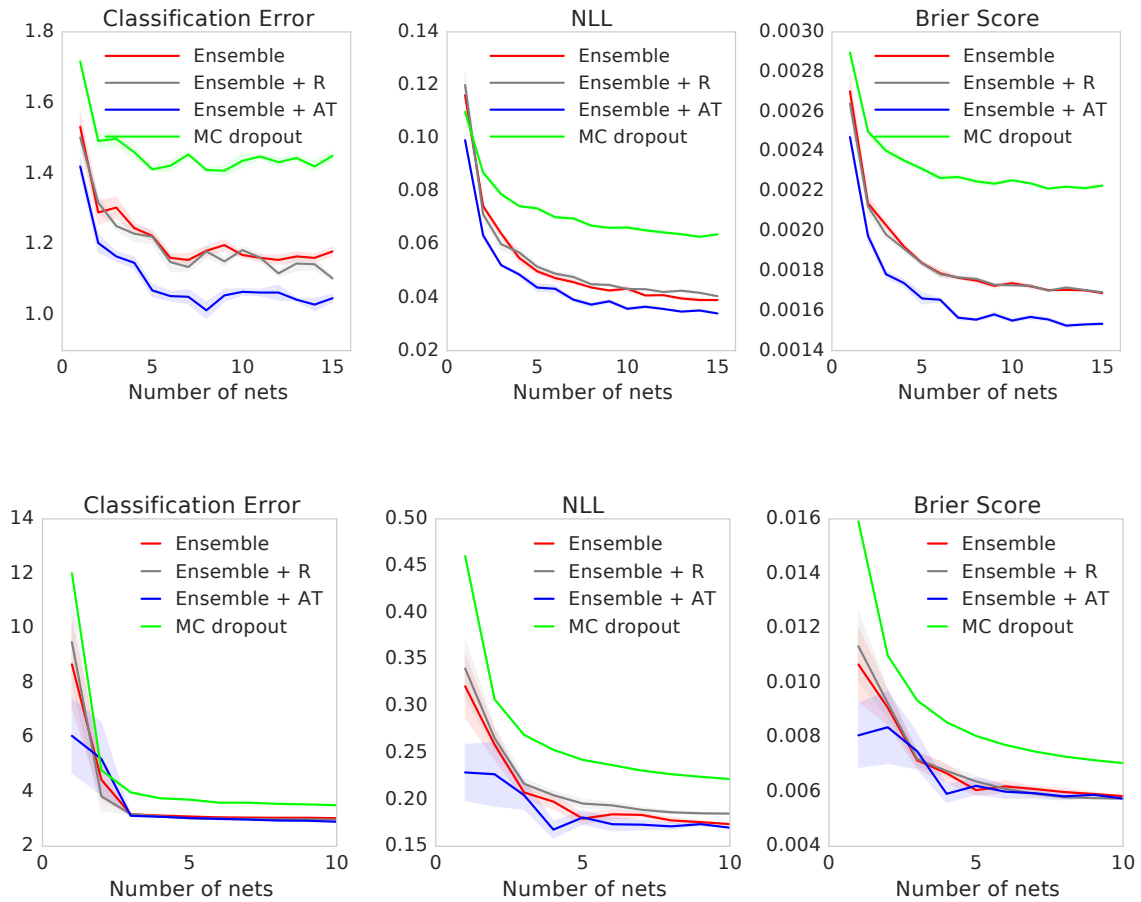 Classification Error
1.8
1.6
1.4
1.2
1.0
0
5
10
15
Number of nets
Ensemble
Ensemble + R
Ensemble + AT
MC dropout
NLL
0.14
0.12
0.10
0.08
0.06
0.04
0.02
0
5
10
15
Number of nets
Ensemble
Ensemble + R
Ensemble + AT
MC dropout
Brier Score
0.0030
0.0028
0.0026
0.0024
0.0022
0.0020
0.0018
0.0016
0.0014
0
5
10
15
Number of nets
Ensemble
Ensemble + R
Ensemble + AT
MC dropout
Classification Error
14
12
10
8
6
4
2
0
5
10
Number of nets
Ensemble
Ensemble + R
Ensemble + AT
MC dropout
NLL
0.50
0.45
0.40
0.35
0.30
0.25
0.20
0.15
0
5
10
Number of nets
Ensemble
Ensemble + R
Ensemble + AT
MC dropout
Brier Score
0.016
0.014
0.012
0.010
0.008
0.006
0.004
0
5
10
Number of nets
Ensemble
Ensemble + R
Ensemble + AT
MC dropout